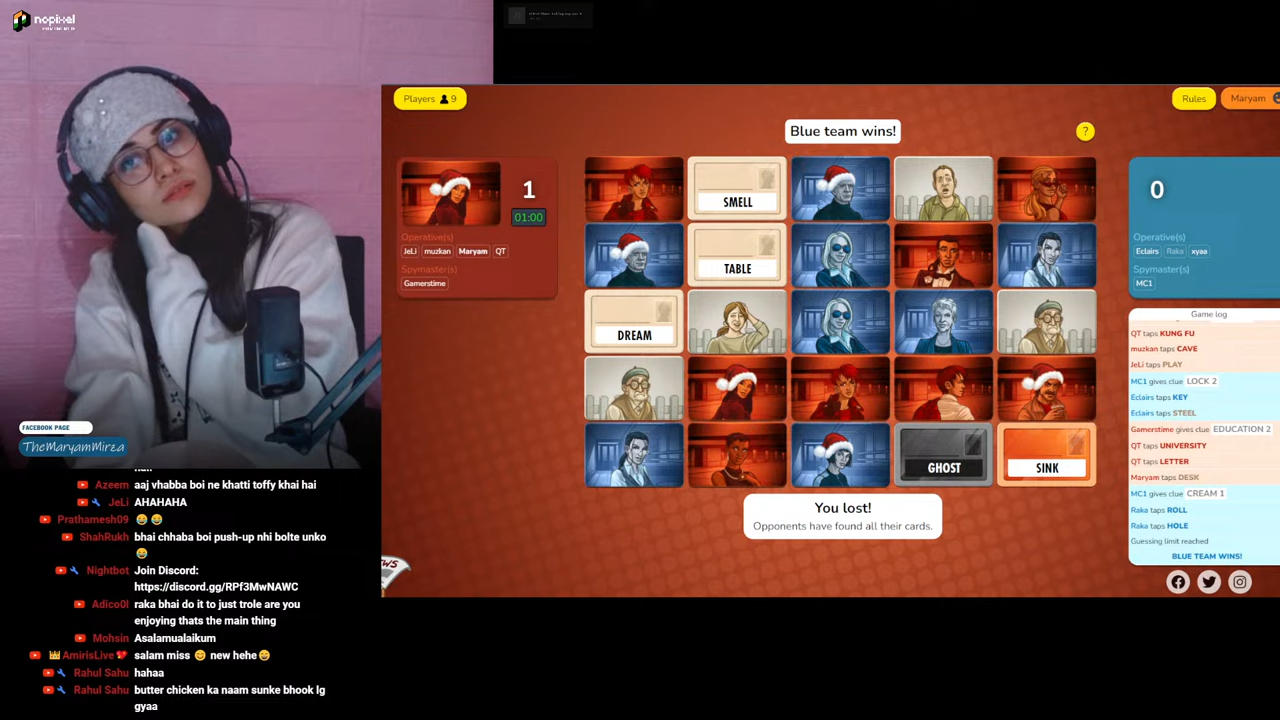 nopixel
Players 9
Rules
Maryam
Blue team wins!
?
1
01:00
Operative(s)
JeLi muzkan Maryam QT
Spymaster(s)
Gamerstime
SMELL
TABLE
DREAM
GHOST
SINK
0
Operative(s)
Eclairs Raka xyaa
Spymaster(s)
MC1
Game log
QT taps KUNG FU
muzkan taps CAVE
JeLi taps PLAY
MC1 gives clue LOCK 2
Eclairs taps KEY
Eclairs taps STEEL
Gamerstime gives clue EDUCATION 2
QT taps UNIVERSITY
QT taps LETTER
Maryam taps DESK
MC1 gives clue CREAM 1
Raka taps ROLL
Raka taps HOLE
Guessing limit reached
BLUE TEAM WINS!
You lost!
Opponents have found all their cards.
FACEBOOK PAGE
TheMaryamMirza
Azeem aaj vhabba boi ne khatti toffy khai hai
JeLi AHAHAHA
Prathamesh09 😂😂
ShahRukh bhai chhaba boi push-up nhi bolte unko
😂
Nightbot Join Discord:
https://discord.gg/RPf3MwNAWC
Adico0l raka bhai do it to just trole are you
enjoying thats the main thing
Mohsin Asalamualaikum
AmirisLive salam miss 😊 new hehe😄
Rahul Sahu hahaa
Rahul Sahu butter chicken ka naam sunke bhook lg
gyaa